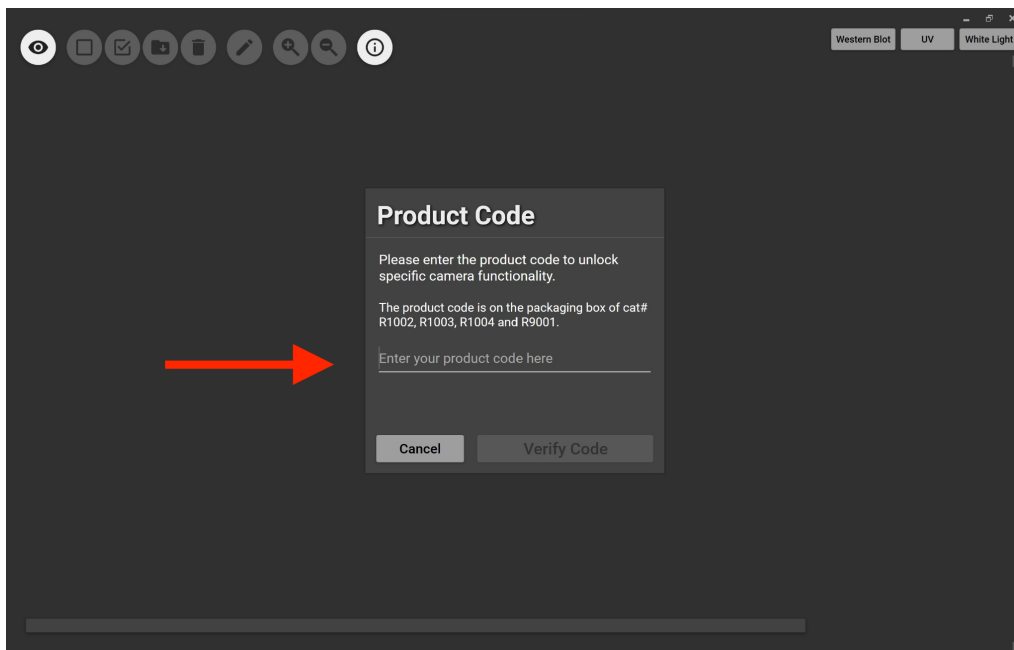 Western Blot UV White Light
Product Code
Please enter the product code to unlock
specific camera functionality.
The product code is on the packaging box of cat#
R1002, R1003, R1004 and R9001.
Enter your product code here
Cancel Verify Code